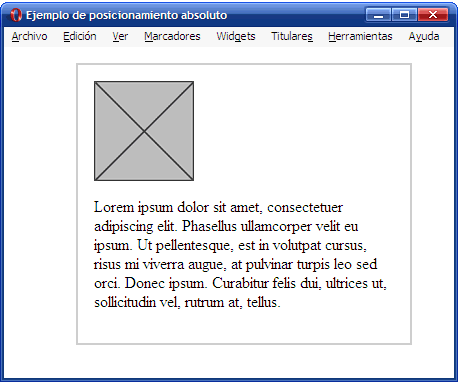 Ejemplo de posicionamiento absoluto
Archivo Edición Ver Marcadores Widgets Titulares Herramientas Ayuda
Lorem ipsum dolor sit amet, consectetuer
adipiscing elit. Phasellus ullamcorper velit eu
ipsum. Ut pellentesque, est in volutpat cursus,
risus mi viverra augue, at pulvinar turpis leo sed
orci. Donec ipsum. Curabitur felis dui, ultrices ut,
sollicitudin vel, rutrum at, tellus.